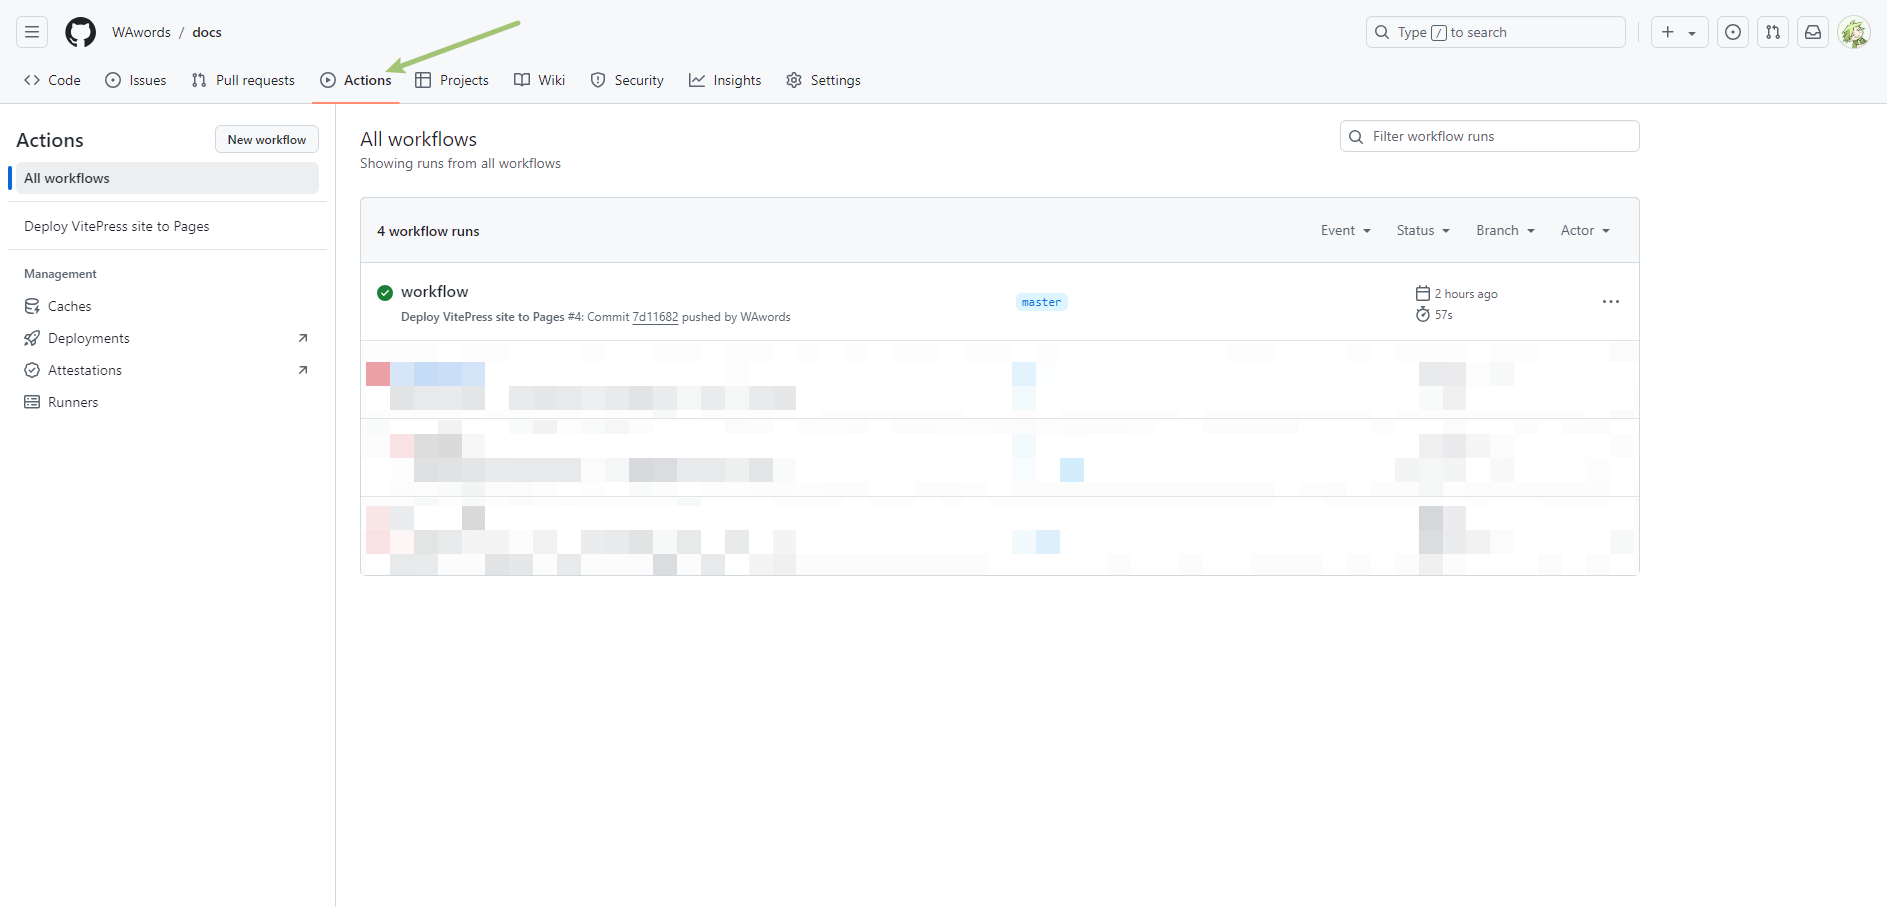 WAwords / docs
Type / to search
Code Issues Pull requests Actions Projects Wiki Security Insights Settings
Actions
New workflow
All workflows
Deploy VitePress site to Pages
Management
Caches
Deployments
Attestations
Runners
All workflows
Showing runs from all workflows
Filter workflow runs
4 workflow runs
Event Status Branch Actor
workflow
Deploy VitePress site to Pages #4: Commit 7d11682 pushed by WAwords
master
2 hours ago
57s